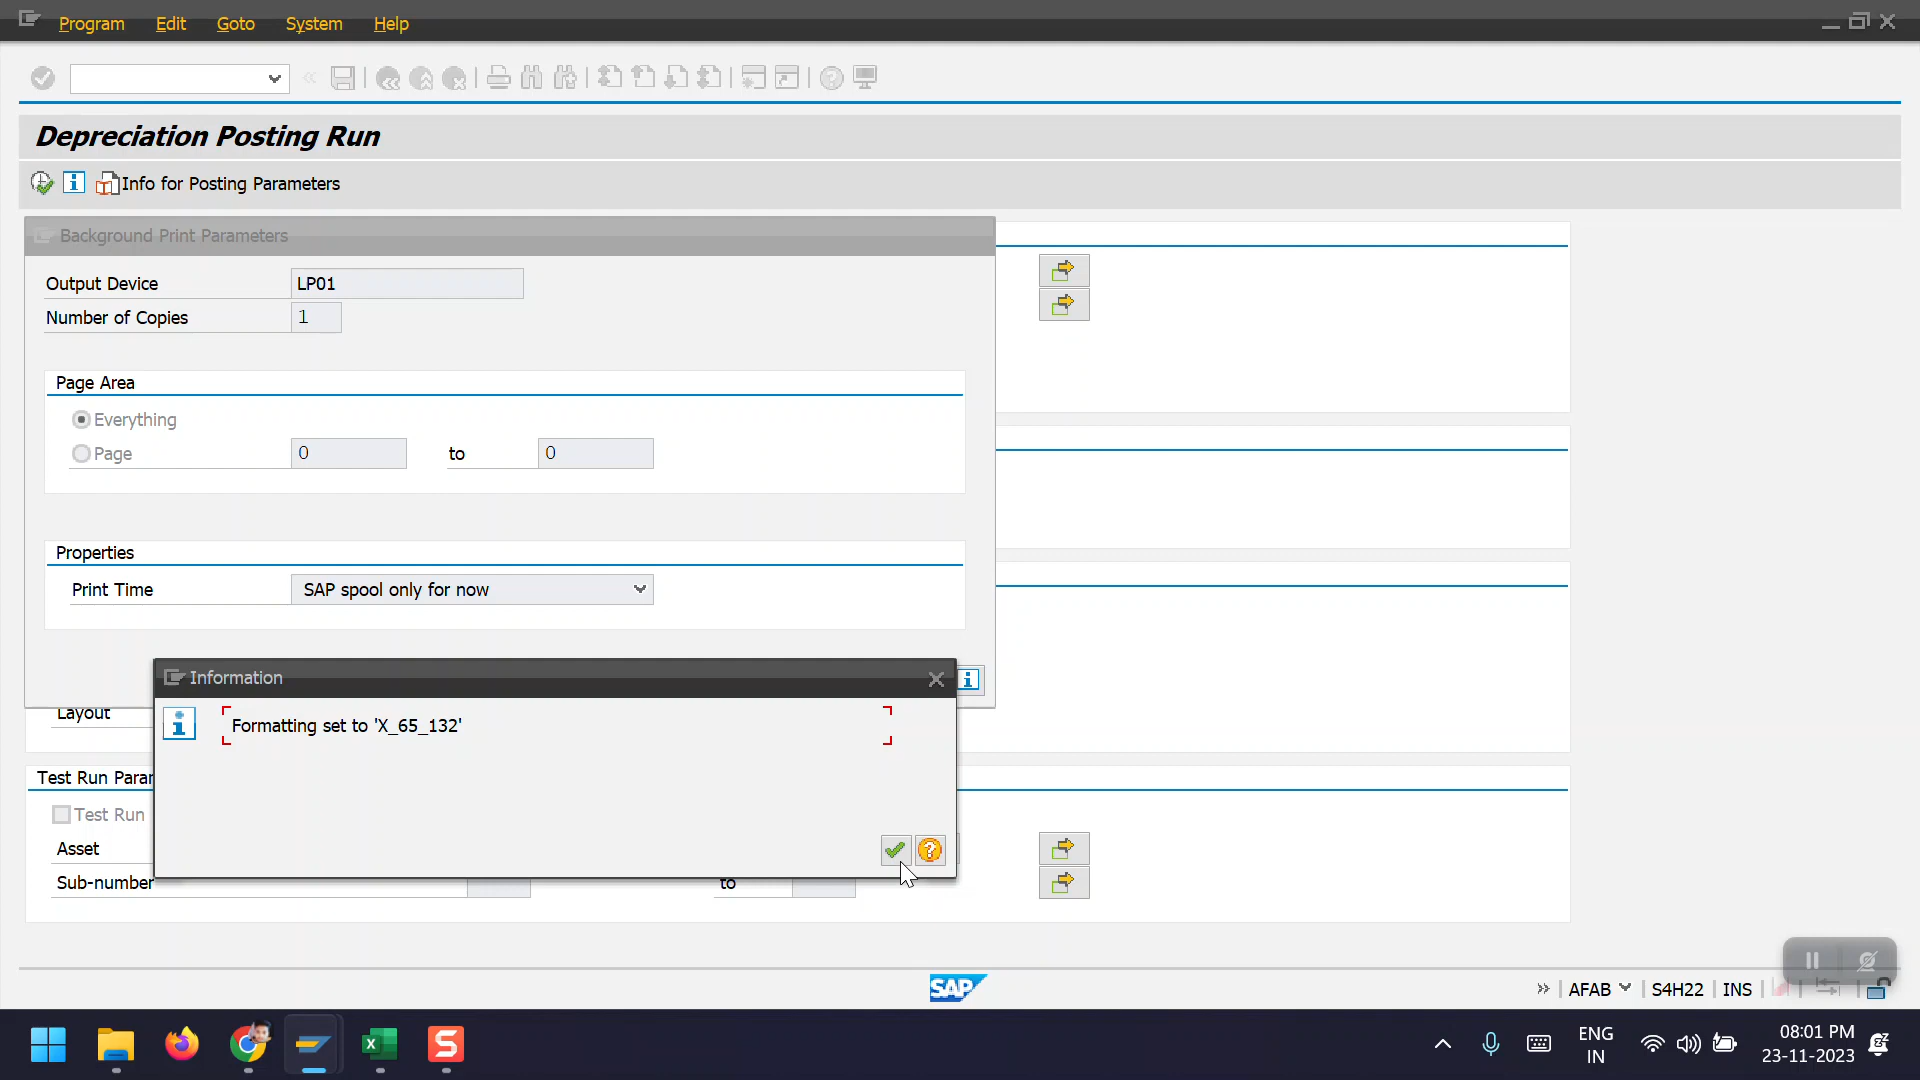 Program Edit Goto System Help
Depreciation Posting Run
Info for Posting Parameters
Background Print Parameters
Output Device LP01
Number of Copies 1
Page Area
Everything
Page 0 to 0
Properties
Print Time SAP spool only for now
Information
Formatting set to 'X_65_132'
Layout
Test Run Parar
Test Run
Asset
Sub-number to
SAP
AFAB S4H22 INS
ENG
IN
08:01 PM
23-11-2023